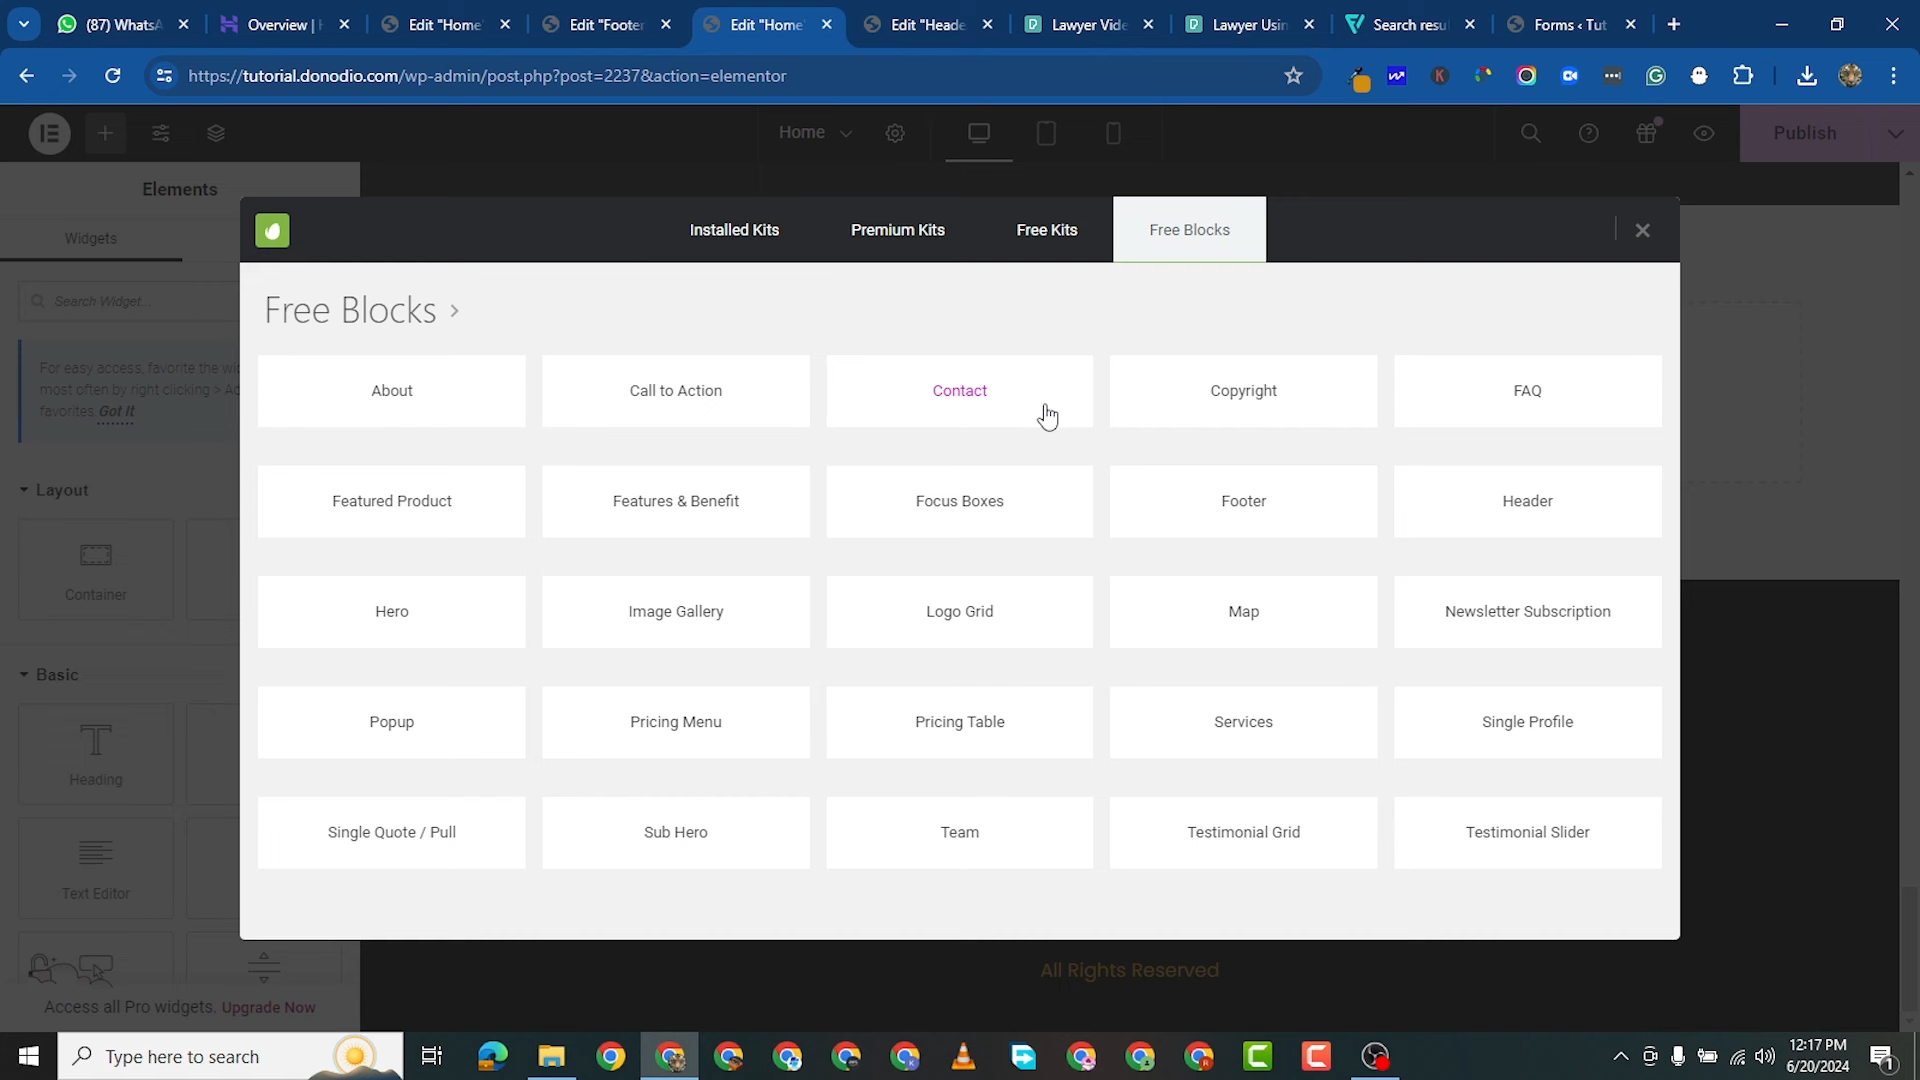 (87) WhatsA
Overview |
Edit "Home
Edit "Footer
Edit "Home
Edit "Heade
Lawyer Vide
Lawyer Usin
Search resu
Forms ‹ Tut
https://tutorial.donodio.com/wp-admin/post.php?post=2237&action=elementor
Home
Publish
Elements
Widgets
Search Widget...
For easy access, favorite the wi
most often by right clicking > Ad
favorites. Got It
Layout
Container
Basic
Heading
Text Editor
Access all Pro widgets. Upgrade Now
Installed Kits
Premium Kits
Free Kits
Free Blocks
Free Blocks >
About
Call to Action
Contact
Copyright
FAQ
Featured Product
Features & Benefit
Focus Boxes
Footer
Header
Hero
Image Gallery
Logo Grid
Map
Newsletter Subscription
Popup
Pricing Menu
Pricing Table
Services
Single Profile
Single Quote / Pull
Sub Hero
Team
Testimonial Grid
Testimonial Slider
All Rights Reserved
Type here to search
12:17 PM
6/20/2024
1